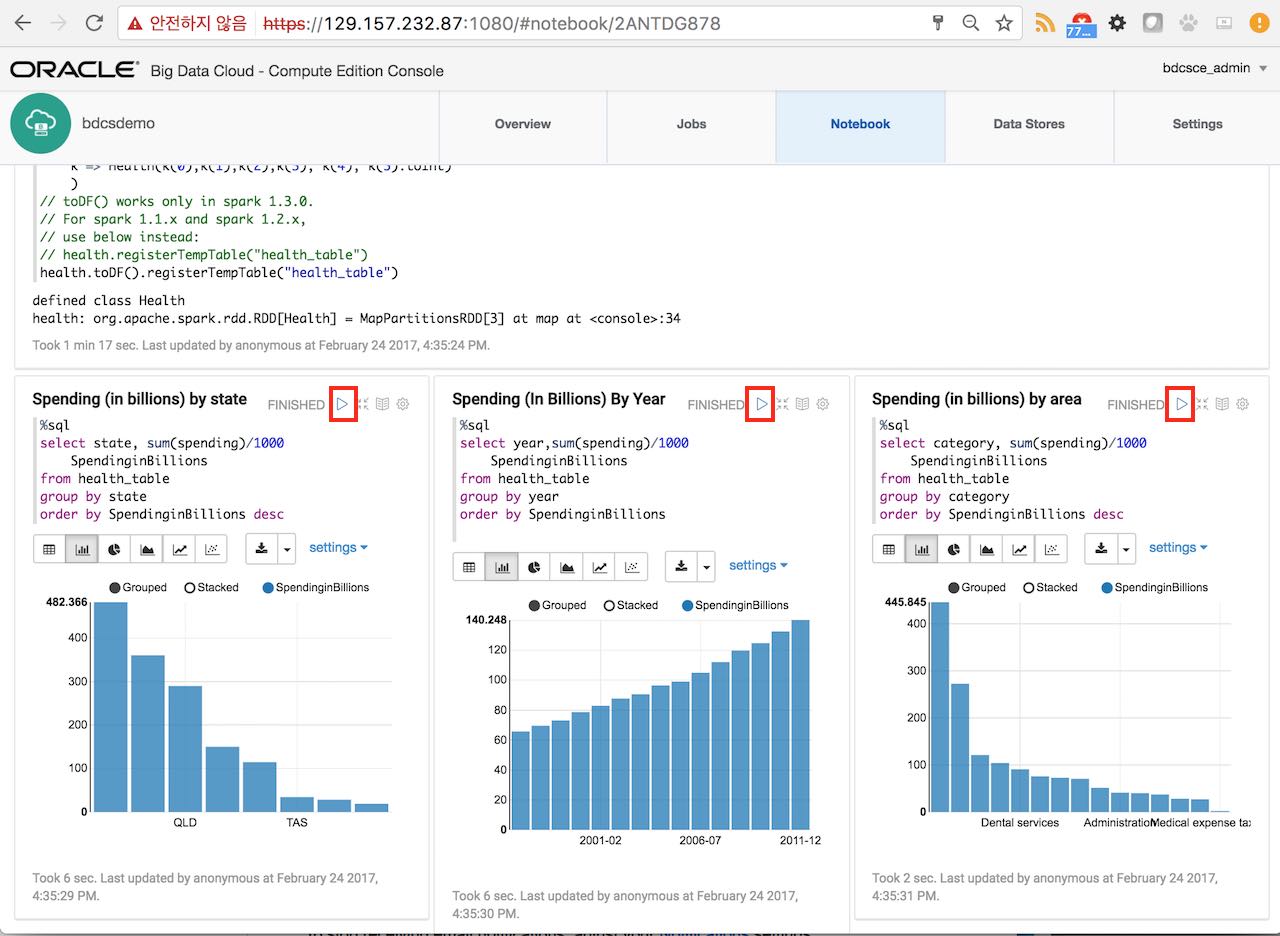 안전하지 않음 https://129.157.232.87:1080/#notebook/2ANTDG878
77...
ORACLE® Big Data Cloud - Compute Edition Console
bdcsce_admin
bdcsdemo
Overview
Jobs
Notebook
Data Stores
Settings
k => Health(k(0),k(1),k(2),k(3), k(4), k(5).toInt)
)
// toDF() works only in spark 1.3.0.
// For spark 1.1.x and spark 1.2.x,
// use below instead:
// health.registerTempTable("health_table")
health.toDF().registerTempTable("health_table")
defined class Health
health: org.apache.spark.rdd.RDD[Health] = MapPartitionsRDD[3] at map at <console>:34
Took 1 min 17 sec. Last updated by anonymous at February 24 2017, 4:35:24 PM.
Spending (in billions) by state
FINISHED
%sql
select state, sum(spending)/1000
SpendinginBillions
from health_table
group by state
order by SpendinginBillions desc
settings
Grouped
Stacked
SpendinginBillions
482.366
400
300
200
100
0
QLD
TAS
Took 6 sec. Last updated by anonymous at February 24 2017,
4:35:29 PM.
Spending (In Billions) By Year
FINISHED
%sql
select year,sum(spending)/1000
SpendinginBillions
from health_table
group by year
order by SpendinginBillions
settings
Grouped
Stacked
SpendinginBillions
140.248
120
100
80
60
40
20
0
2001-02
2006-07
2011-12
Took 6 sec. Last updated by anonymous at February 24 2017,
4:35:30 PM.
Spending (in billions) by area
FINISHED
%sql
select category, sum(spending)/1000
SpendinginBillions
from health_table
group by category
order by SpendinginBillions desc
settings
Grouped
Stacked
SpendinginBillions
445.845
400
300
200
100
0
Dental services
Administration
Medical expense tax
Took 2 sec. Last updated by anonymous at February 24 2017,
4:35:31 PM.